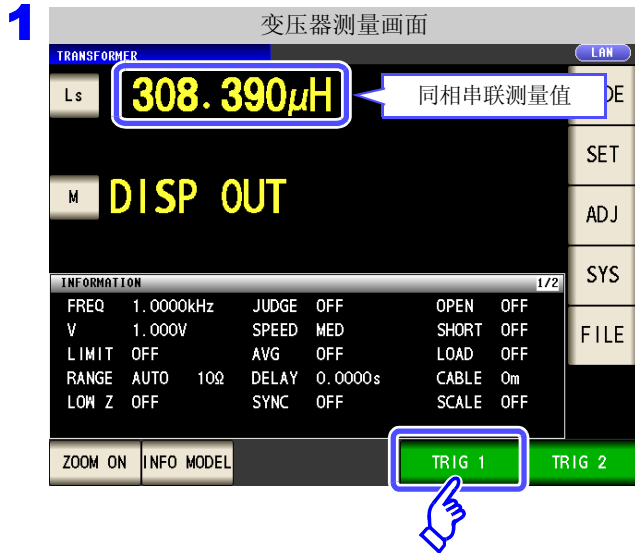 1
变压器测量画面
TRANSFORMER
LAN
Ls 308.390μH
同相串联测量值
DE
SET
M DISP OUT
ADJ
SYS
INFORMATION 1/2
FREQ 1.0000kHz JUDGE OFF OPEN OFF
V 1.000V SPEED MED SHORT OFF
LIMIT OFF AVG OFF LOAD OFF
RANGE AUTO 10Ω DELAY 0.0000s CABLE 0m
LOW Z OFF SYNC OFF SCALE OFF
FILE
ZOOM ON INFO MODEL TRIG 1 TRIG 2